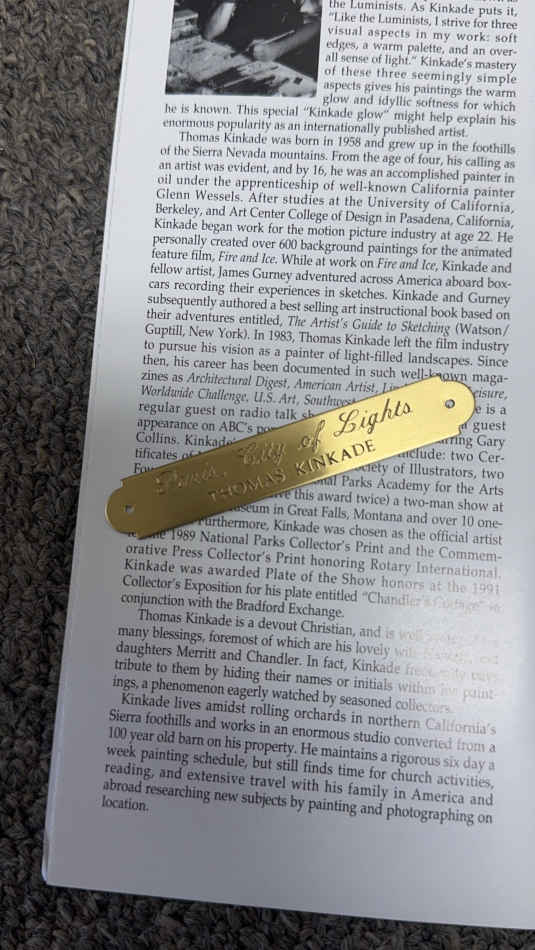 the Luminists. As Kinkade puts it,
"Like the Luminists, I strive for three
visual aspects in my work: soft
edges, a warm palette, and an over-
all sense of light." Kinkade's mastery
of these three seemingly simple
aspects gives his paintings the warm
glow and idyllic softness for which
he is known. This special "Kinkade glow" might help explain his
enormous popularity as an internationally published artist.
Thomas Kinkade was born in 1958 and grew up in the foothills
of the Sierra Nevada mountains. From the age of four, his calling as
an artist was evident, and by 16, he was an accomplished painter in
oil under the apprenticeship of well-known California painter
Glenn Wessels. After studies at the University of California,
Berkeley, and Art Center College of Design in Pasadena, California,
Kinkade began work for the motion picture industry at age 22. He
personally created over 600 background paintings for the animated
feature film, Fire and Ice. While at work on Fire and Ice, Kinkade and
fellow artist, James Gurney adventured across America aboard box-
cars recording their experiences in sketches. Kinkade and Gurney
subsequently authored a best selling art instructional book based on
their adventures entitled, The Artist's Guide to Sketching (Watson/
Guptill, New York). In 1983, Thomas Kinkade left the film industry
to pursue his vision as a painter of light-filled landscapes. Since
then, his career has been documented in such well-known maga-
zines as Architectural Digest, American Artist,
Worldwide Challenge, U.S. Art, e is a
regular guest on radio talk guest
appearance on ABC's Gary
Collins. include: two Cer-
tificates of Society of Illustrators, two
Parks Academy for the Arts
this award twice) a two-man show at
in Great Falls, Montana and over 10 one-
Furthermore, Kinkade was chosen as the official artist
1989 National Parks Collector's Print and the Commem-
orative Press Collector's Print honoring Rotary International.
Kinkade was awarded Plate of the Show honors at the 1991
Collector's Exposition for his plate entitled "Chandler's Cottage" in
conjunction with the Bradford Exchange.
Thomas Kinkade is a devout Christian, and is
many blessings, foremost of which are his lovely wife and
daughters Merritt and Chandler. In fact, Kinkade frequently pays
tribute to them by hiding their names or initials within his paint-
ings, a phenomenon eagerly watched by seasoned collectors.
Kinkade lives amidst rolling orchards in northern California's
Sierra foothills and works in an enormous studio converted from a
100 year old barn on his property. He maintains a rigorous six day a
week painting schedule, but still finds time for church activities,
reading, and extensive travel with his family in America and
abroad researching new subjects by painting and photographing on
location.
Paris, City of Lights
THOMAS KINKADE